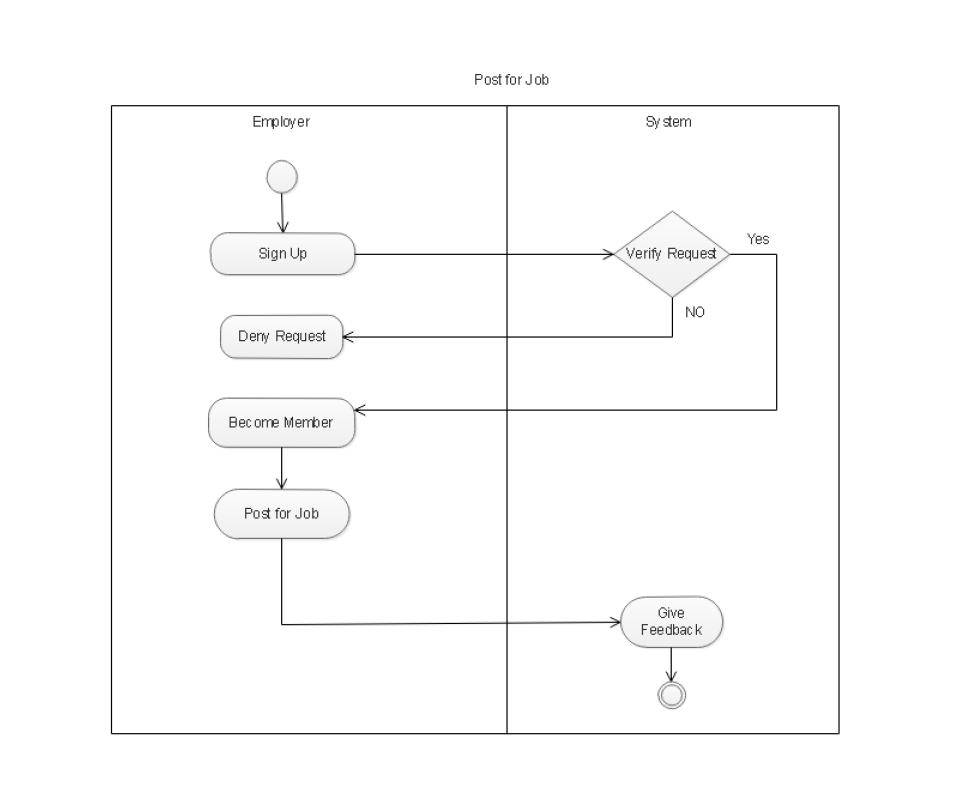 Post for Job
Employer
System
Sign Up
Verify Request
Yes
NO
Deny Request
Become Member
Post for Job
Give
Feedback